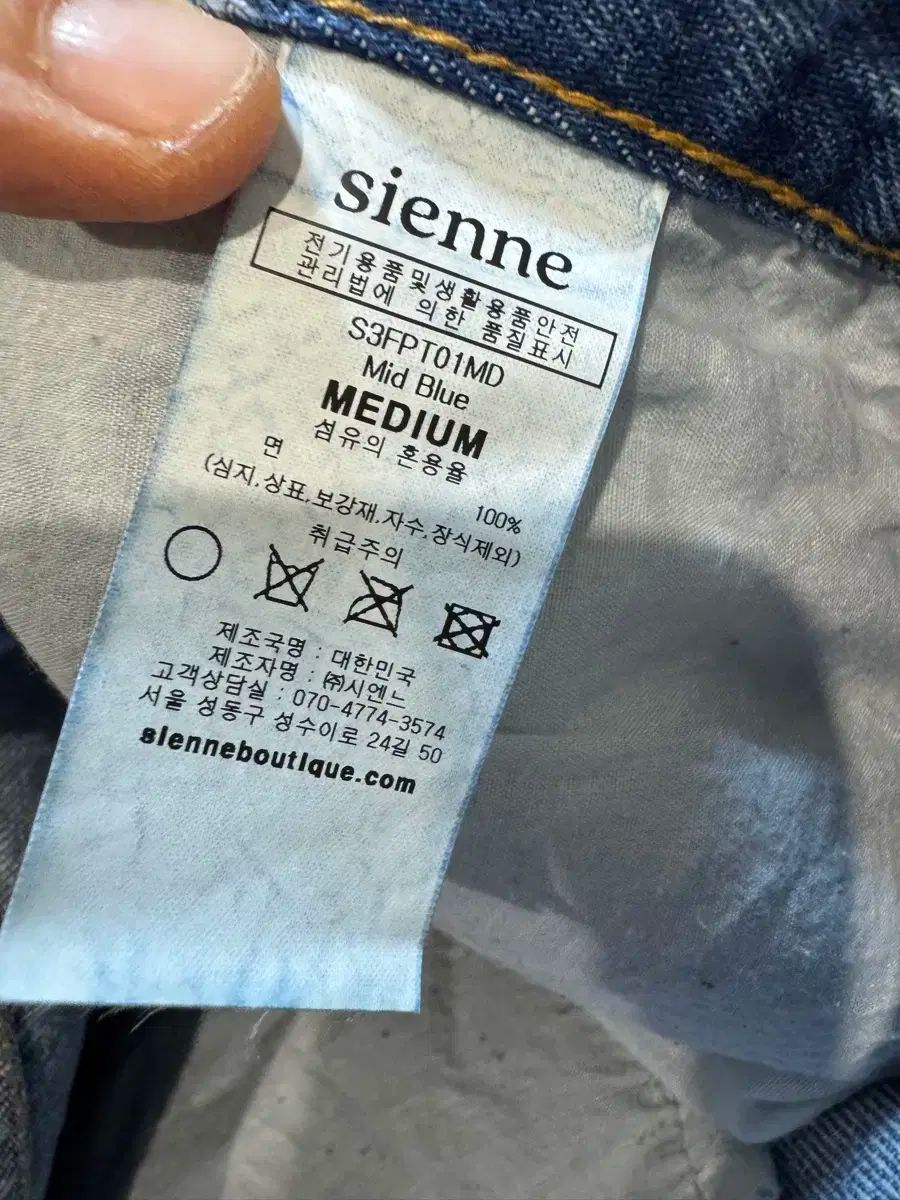 sienne
전기용품및생활용품안전
관리법에 의한 품질표시
S3FPT01MD
Mid Blue
MEDIUM
섬유의 혼용율
면 100%
(심지,상표,보강재,자수,장식제외)
취급주의
제조국명 : 대한민국
제조자명 : ㈜시엔느
고객상담실 : 070-4774-3574
서울 성동구 성수이로 24길 50
sienneboutique.com